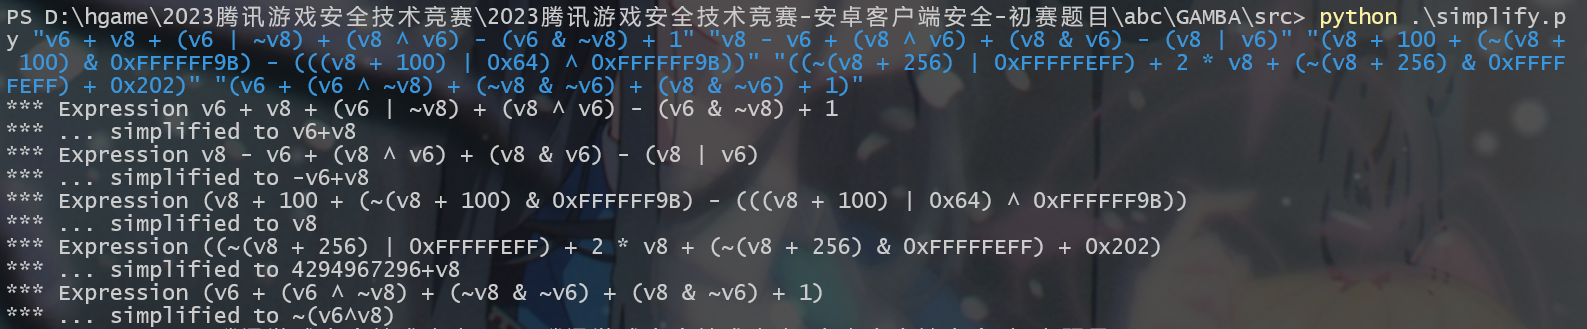 PS D:\hgame\2023腾讯游戏安全技术竞赛\2023腾讯游戏安全技术竞赛-安卓客户端安全-初赛题目\abc\GAMBA\src> python .\simplify.p
y "v6 + v8 + (v6 | ~v8) + (v8 ^ v6) - (v6 & ~v8) + 1" "v8 - v6 + (v8 ^ v6) + (v8 & v6) - (v8 | v6)" "(v8 + 100 + (~(v8 +
 100) & 0xFFFFFF9B) - (((v8 + 100) | 0x64) ^ 0xFFFFFF9B))" "((~(v8 + 256) | 0xFFFFFEFF) + 2 * v8 + (~(v8 + 256) & 0xFFFF
FEFF) + 0x202)" "(v6 + (v6 ^ ~v8) + (~v8 & ~v6) + (v8 & ~v6) + 1)"
*** Expression v6 + v8 + (v6 | ~v8) + (v8 ^ v6) - (v6 & ~v8) + 1
*** ... simplified to v6+v8
*** Expression v8 - v6 + (v8 ^ v6) + (v8 & v6) - (v8 | v6)
*** ... simplified to -v6+v8
*** Expression (v8 + 100 + (~(v8 + 100) & 0xFFFFFF9B) - (((v8 + 100) | 0x64) ^ 0xFFFFFF9B))
*** ... simplified to v8
*** Expression ((~(v8 + 256) | 0xFFFFFEFF) + 2 * v8 + (~(v8 + 256) & 0xFFFFFEFF) + 0x202)
*** ... simplified to 4294967296+v8
*** Expression (v6 + (v6 ^ ~v8) + (~v8 & ~v6) + (v8 & ~v6) + 1)
*** ... simplified to ~(v6^v8)